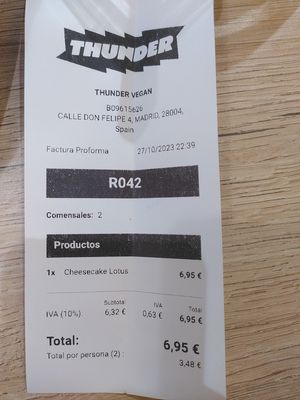 THUNDER
THUNDER VEGAN
B09615626
CALLE DON FELIPE 4, MADRID, 28004,
Spain
Factura Proforma 27/10/2023 22:39
R042
Comensales: 2
Productos
1x Cheesecake Lotus 6,95 €
Subtotal IVA Total
IVA (10%) 6,32 € 0,63 € 6,95 €
Total: 6,95 €
Total por persona (2) : 3,48 €